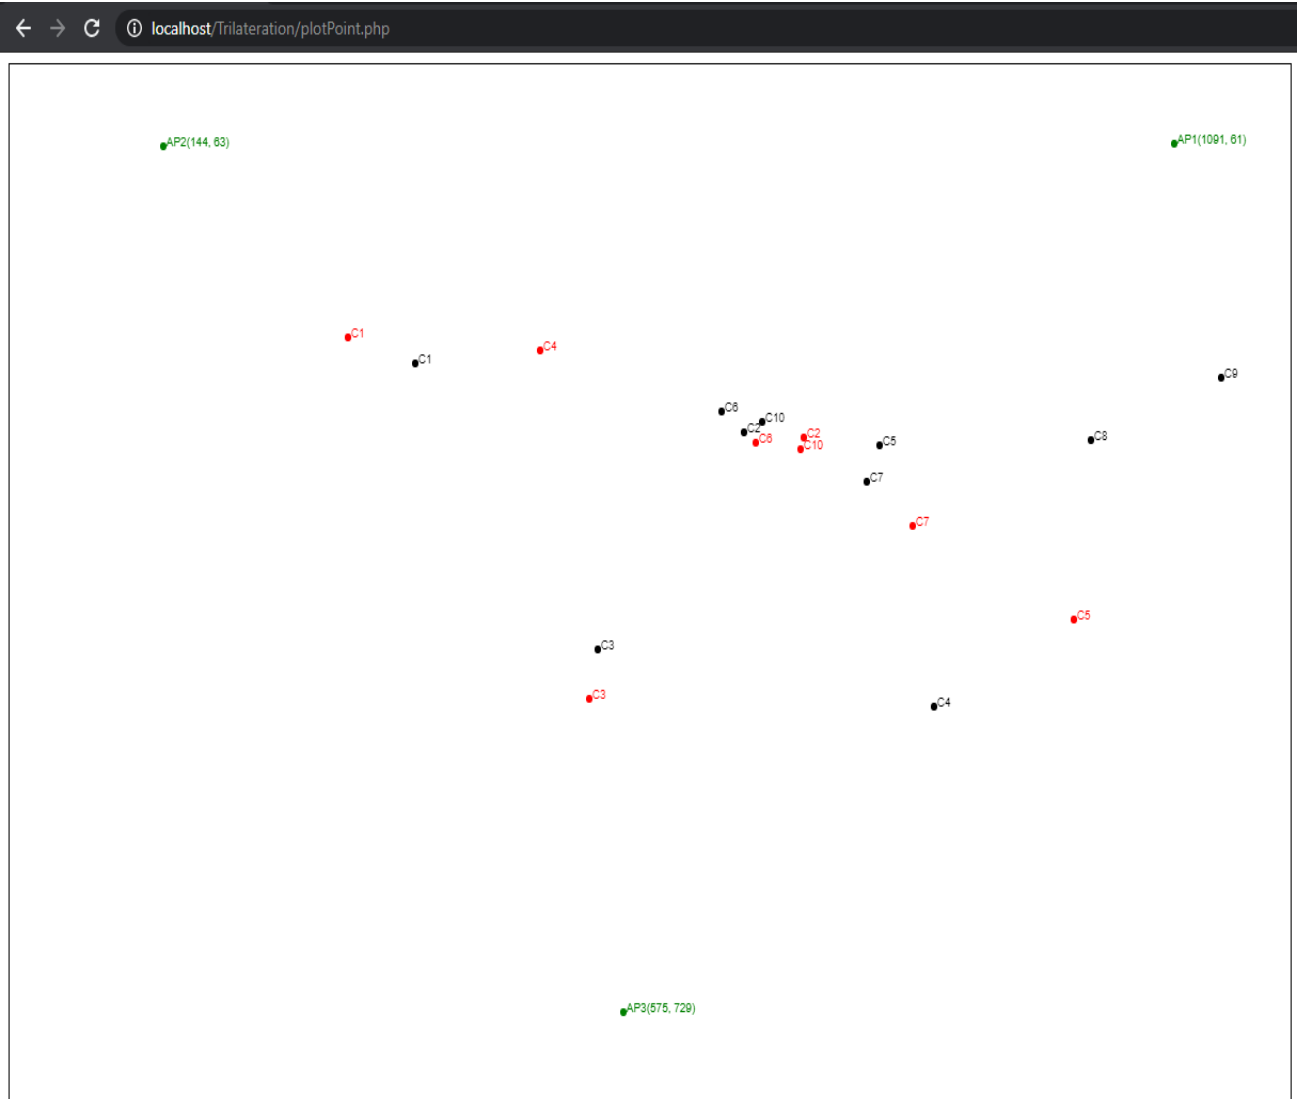 localhost/Trilateration/plotPoint.php
AP2(144, 63)
AP1(1091, 61)
C1
C4
C1
C9
C6
C10
C2
C2
C6
C10
C5
C8
C7
C7
C5
C3
C3
C4
AP3(575, 729)